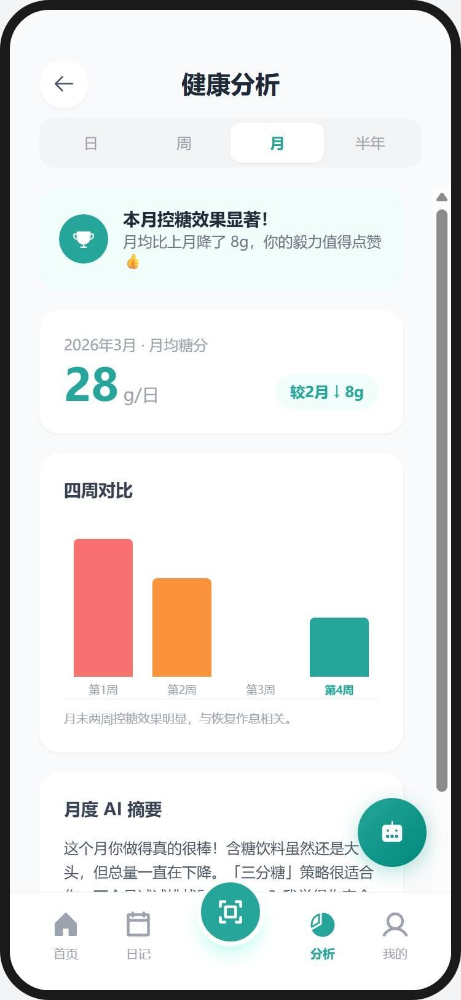 健康分析
日
周
月
半年
本月控糖效果显著！
月均比上月降了 8g，你的毅力值得点赞
👍
2026年3月 · 月均糖分
28 g/日
较2月↓8g
四周对比
第1周
第2周
第3周
第4周
月末两周控糖效果明显，与恢复作息相关。
月度 AI 摘要
这个月你做得真的很棒！含糖饮料虽然还是大
头，但总量一直在下降。「三分糖」策略很适合
首页
日记
分析
我的